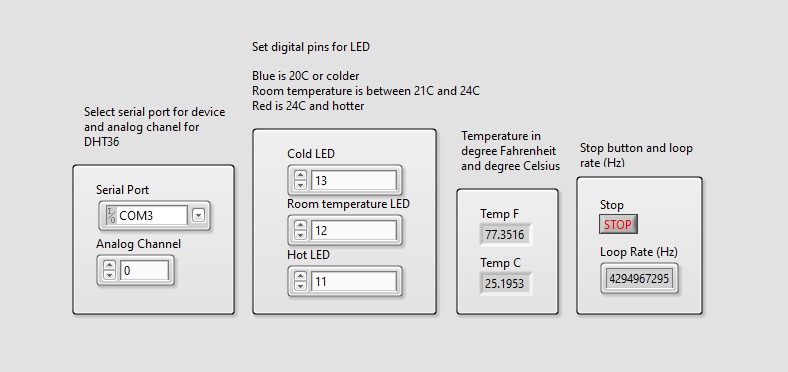 Set digital pins for LED
Blue is 20C or colder
Room temperature is between 21C and 24C
Red is 24C and hotter
Select serial port for device
and analog chanel for
DHT36
Serial Port
I/O COM3
Analog Channel
0
Cold LED
13
Room temperature LED
12
Hot LED
11
Temperature in
degree Fahrenheit
and degree Celsius
Temp F
77.3516
Temp C
25.1953
Stop button and loop
rate (Hz)
Stop
STOP
Loop Rate (Hz)
4294967295